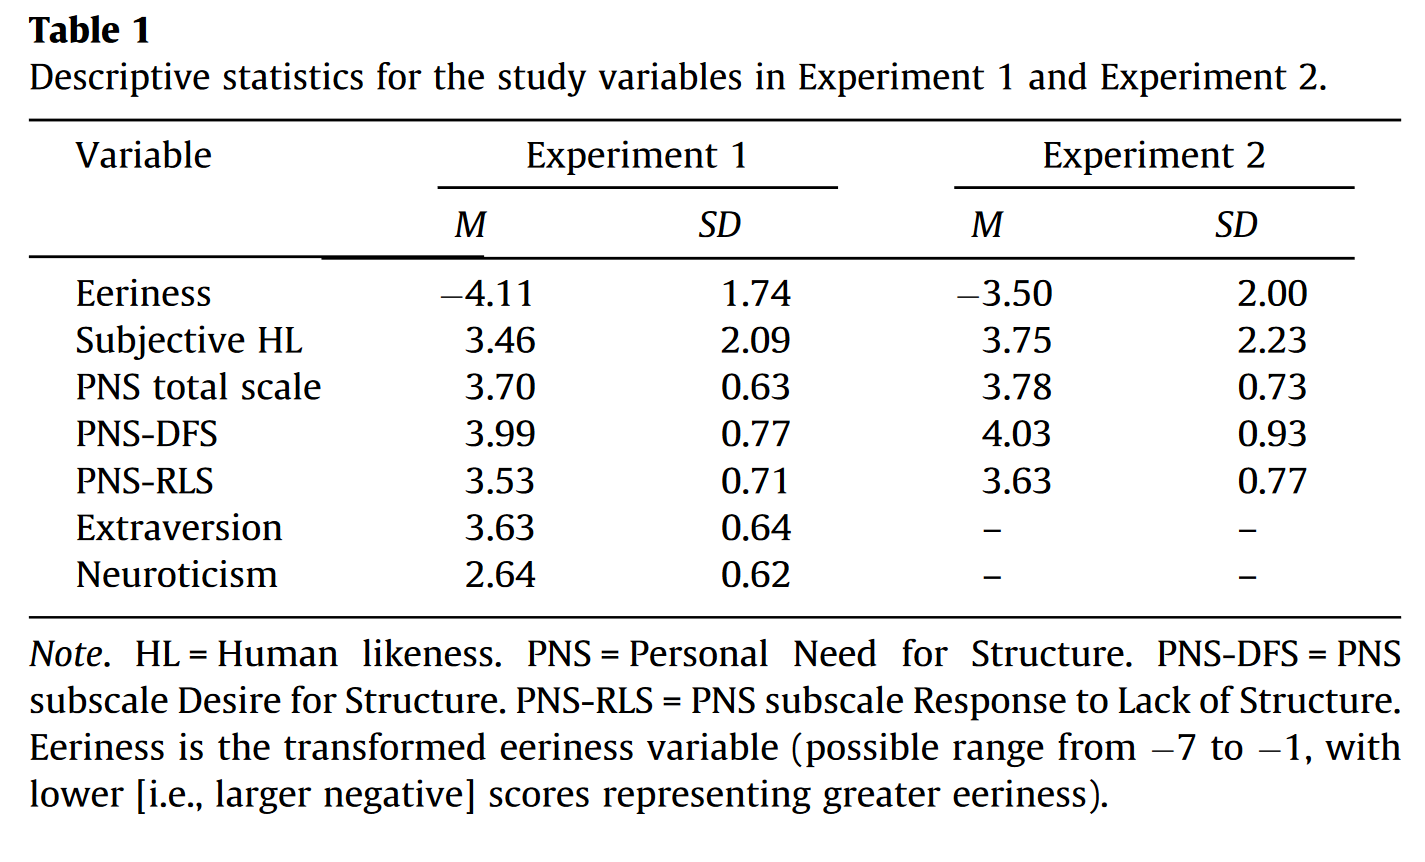 Table 1
Descriptive statistics for the study variables in Experiment 1 and Experiment 2.
Variable Experiment 1 Experiment 2
M SD M SD
Eeriness −4.11 1.74 −3.50 2.00
Subjective HL 3.46 2.09 3.75 2.23
PNS total scale 3.70 0.63 3.78 0.73
PNS-DFS 3.99 0.77 4.03 0.93
PNS-RLS 3.53 0.71 3.63 0.77
Extraversion 3.63 0.64 – –
Neuroticism 2.64 0.62 – –
Note. HL = Human likeness. PNS = Personal Need for Structure. PNS-DFS = PNS
subscale Desire for Structure. PNS-RLS = PNS subscale Response to Lack of Structure.
Eeriness is the transformed eeriness variable (possible range from −7 to −1, with
lower [i.e., larger negative] scores representing greater eeriness).